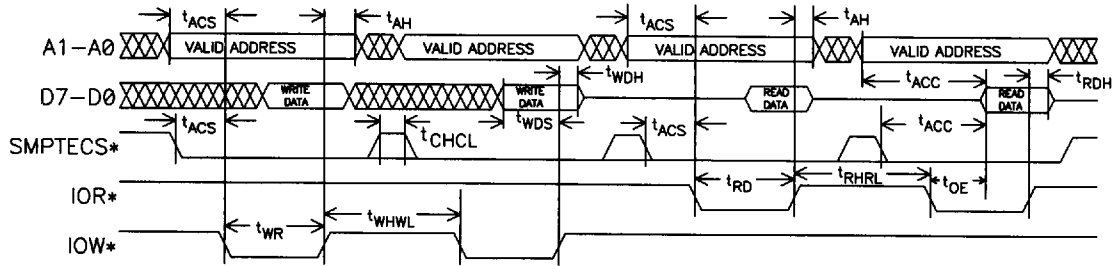 tACS tAH tACS tAH
A1-A0 VALID ADDRESS VALID ADDRESS VALID ADDRESS VALID ADDRESS
tWDH tACC tRDH
D7-D0 WRITE DATA WRITE DATA READ DATA READ DATA
tACS tCHCL tWDS tACS tACC
SMPTECS*
IOR* tRD tRHRL tOE
tWR tWHWL
IOW*